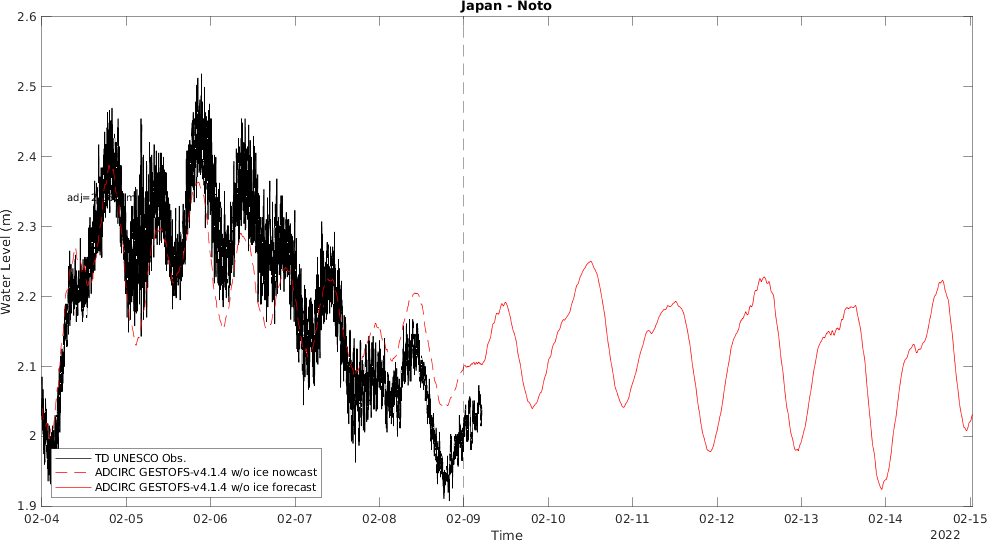 Japan - Noto
2.6
2.5
2.4
2.3
2.2
2.1
2
1.9
Water Level (m)
adj=2
TD UNESCO Obs.
ADCIRC GESTOFS-v4.1.4 w/o ice nowcast
ADCIRC GESTOFS-v4.1.4 w/o ice forecast
02-04 02-05 02-06 02-07 02-08 02-09 02-10 02-11 02-12 02-13 02-14 02-15
Time
2022